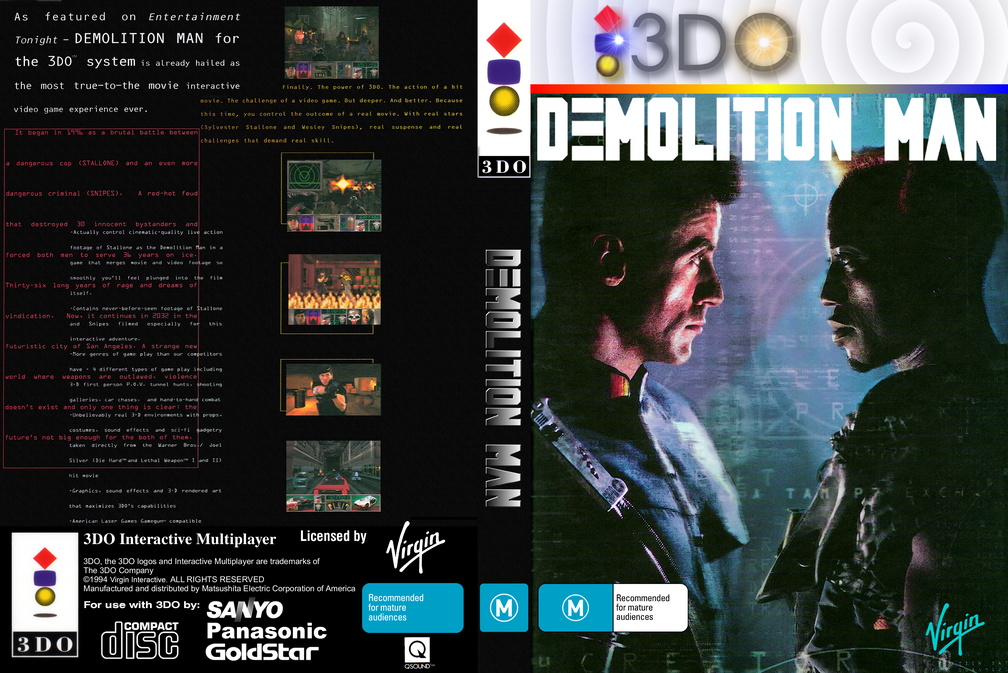 As featured on Entertainment
Tonight – DEMOLITION MAN for
the 3DO™ system is already hailed as
the most true-to-the movie interactive
video game experience ever.
Finally. The power of 3DO. The action of a hit
movie. The challenge of a video game. But deeper. And better. Because
this time, you control the outcome of a real movie. With real stars
(Sylvester Stallone and Wesley Snipes), real suspense and real
challenges that demand real skill.
It began in 1996 as a brutal battle between
a dangerous cop (STALLONE) and an even more
dangerous criminal (SNIPES). A red-hot feud
that destroyed 30 innocent bystanders and
forced both men to serve 36 years on ice.
Thirty-six long years of rage and dreams of
vindication. Now, it continues in 2032 in the
futuristic city of San Angeles. A strange new
world where weapons are outlawed, violence
doesn't exist and only one thing is clear: the
future's not big enough for the both of them.
·Actually control cinematic-quality live action
footage of Stallone as the Demolition Man in a
game that merges movie and video footage so
smoothly you'll feel plunged into the film
itself.
·Contains never-before-seen footage of Stallone
and Snipes filmed especially for this
interactive adventure.
·More genres of game play than our competitors
have - 4 different types of game play including
3-D first person P.O.V. tunnel hunts, shooting
galleries, car chases, and hand-to-hand combat
·Unbelievably real 3-D environments with props,
costumes, sound effects and sci-fi gadgetry
taken directly from the Warner Bros./ Joel
Silver (Die Hard™ and Lethal Weapon™ I and II)
hit movie
·Graphics, sound effects and 3-D rendered art
that maximizes 3DO's capabilities
·American Laser Games Gamegun™ compatible
3DO
3DO Interactive Multiplayer
Licensed by
Virgin
3DO, the 3DO logos and Interactive Multiplayer are trademarks of
The 3DO Company
©1994 Virgin Interactive. ALL RIGHTS RESERVED
Manufactured and distributed by Matsushita Electric Corporation of America
For use with 3DO by:
COMPACT
disc
SANYO
Panasonic
GoldStar
Recommended
for mature
audiences
Q
QSOUND™
3DO
DEMOLITION MAN
M
3DO
DEMOLITION MAN
M
Recommended
for mature
audiences
Virgin